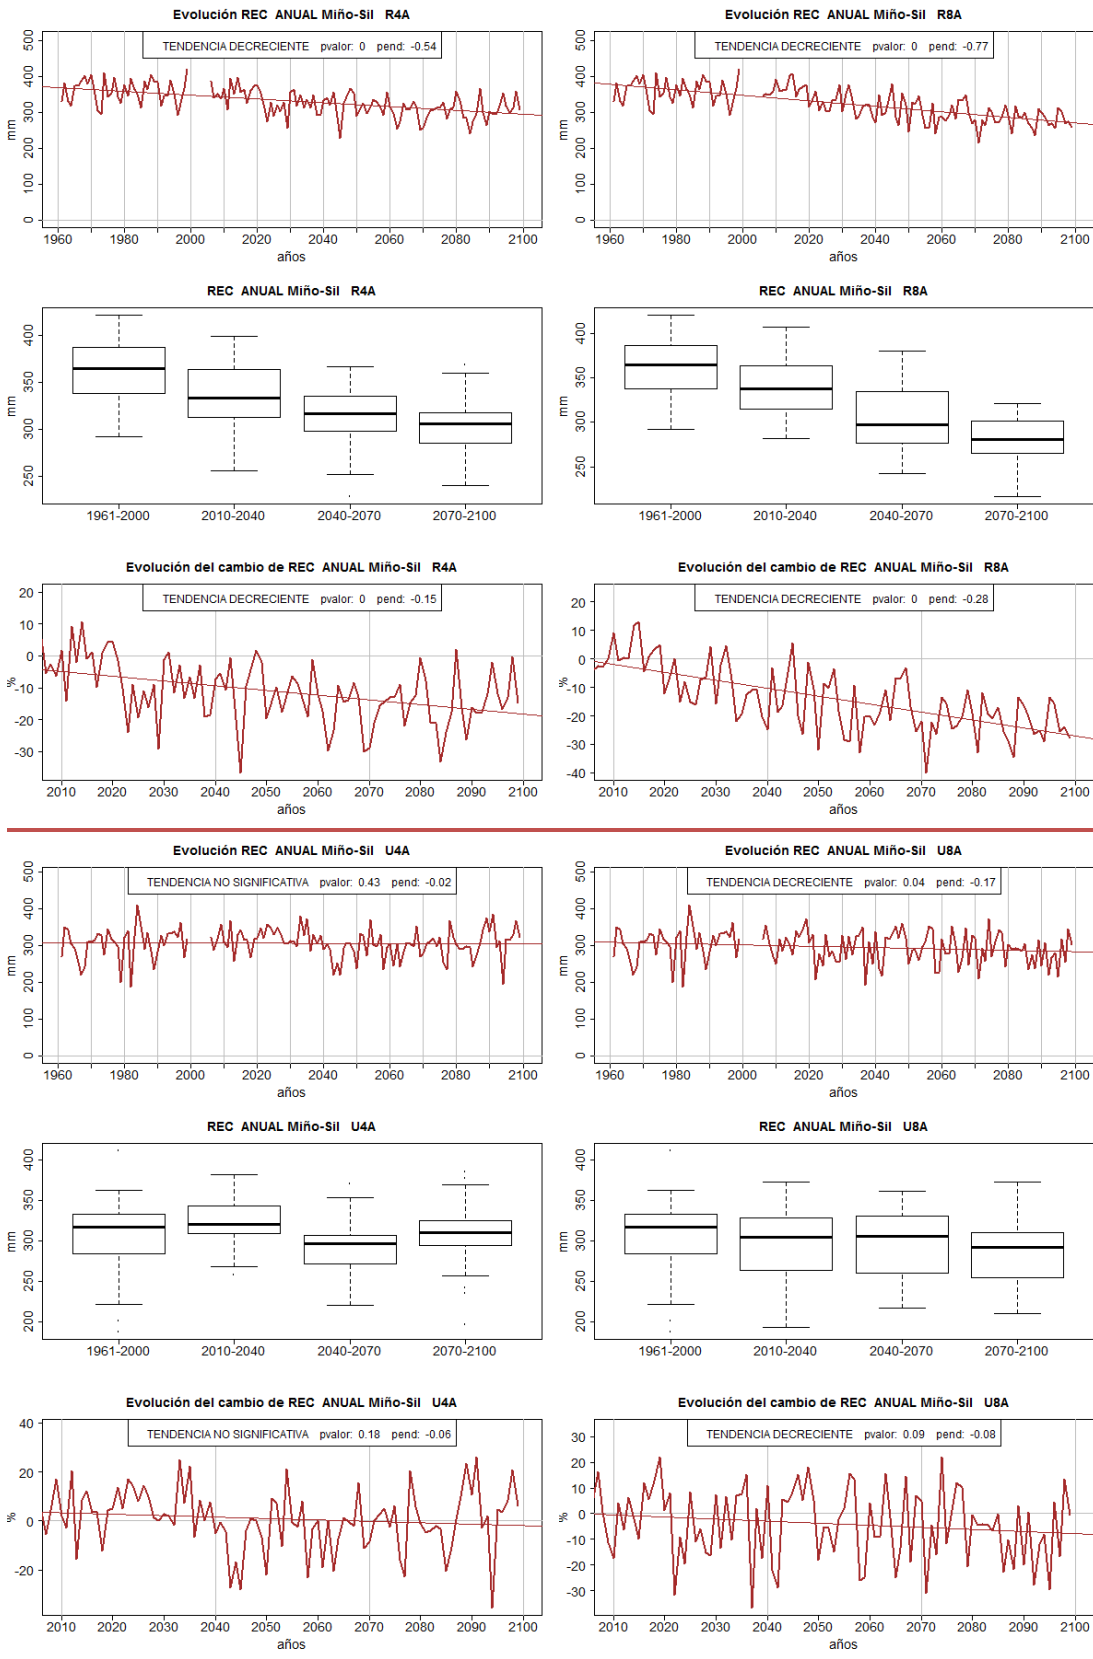 Evolución REC ANUAL Miño-Sil R4A
TENDENCIA DECRECIENTE pvalor: 0 pend: -0.54
500
400
300
200
100
0
mm
1960 1980 2000 2020 2040 2060 2080 2100
años
Evolución REC ANUAL Miño-Sil R8A
TENDENCIA DECRECIENTE pvalor: 0 pend: -0.77
500
400
300
200
100
0
mm
1960 1980 2000 2020 2040 2060 2080 2100
años
REC ANUAL Miño-Sil R4A
400
350
300
250
mm
1961-2000 2010-2040 2040-2070 2070-2100
REC ANUAL Miño-Sil R8A
400
350
300
250
mm
1961-2000 2010-2040 2040-2070 2070-2100
Evolución del cambio de REC ANUAL Miño-Sil R4A
TENDENCIA DECRECIENTE pvalor: 0 pend: -0.15
20
10
0
-10
-20
-30
%
2010 2020 2030 2040 2050 2060 2070 2080 2090 2100
años
Evolución del cambio de REC ANUAL Miño-Sil R8A
TENDENCIA DECRECIENTE pvalor: 0 pend: -0.28
20
10
0
-10
-20
-30
-40
%
2010 2020 2030 2040 2050 2060 2070 2080 2090 2100
años
Evolución REC ANUAL Miño-Sil U4A
TENDENCIA NO SIGNIFICATIVA pvalor: 0.43 pend: -0.02
500
400
300
200
100
0
mm
1960 1980 2000 2020 2040 2060 2080 2100
años
Evolución REC ANUAL Miño-Sil U8A
TENDENCIA DECRECIENTE pvalor: 0.04 pend: -0.17
500
400
300
200
100
0
mm
1960 1980 2000 2020 2040 2060 2080 2100
años
REC ANUAL Miño-Sil U4A
400
350
300
250
200
mm
1961-2000 2010-2040 2040-2070 2070-2100
REC ANUAL Miño-Sil U8A
400
350
300
250
200
mm
1961-2000 2010-2040 2040-2070 2070-2100
Evolución del cambio de REC ANUAL Miño-Sil U4A
TENDENCIA NO SIGNIFICATIVA pvalor: 0.18 pend: -0.06
40
20
0
-20
%
2010 2020 2030 2040 2050 2060 2070 2080 2090 2100
años
Evolución del cambio de REC ANUAL Miño-Sil U8A
TENDENCIA DECRECIENTE pvalor: 0.09 pend: -0.08
30
20
10
0
-10
-20
-30
%
2010 2020 2030 2040 2050 2060 2070 2080 2090 2100
años